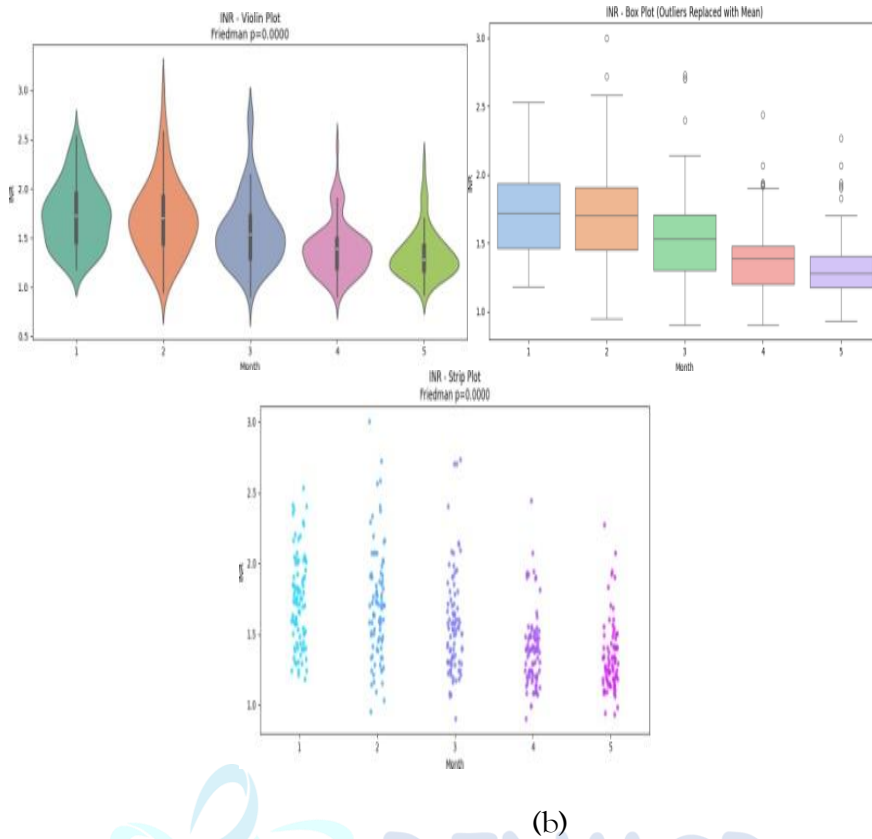 INR - Violin Plot
Friedman p=0.0000
3.0
2.5
2.0
1.5
1.0
0.5
INR
1 2 3 4 5
Month
INR - Box Plot (Outliers Replaced with Mean)
3.0
2.5
2.0
1.5
1.0
INR
1 2 3 4 5
Month
INR - Strip Plot
Friedman p=0.0000
3.0
2.5
2.0
1.5
1.0
INR
1 2 3 4 5
Month
(b)